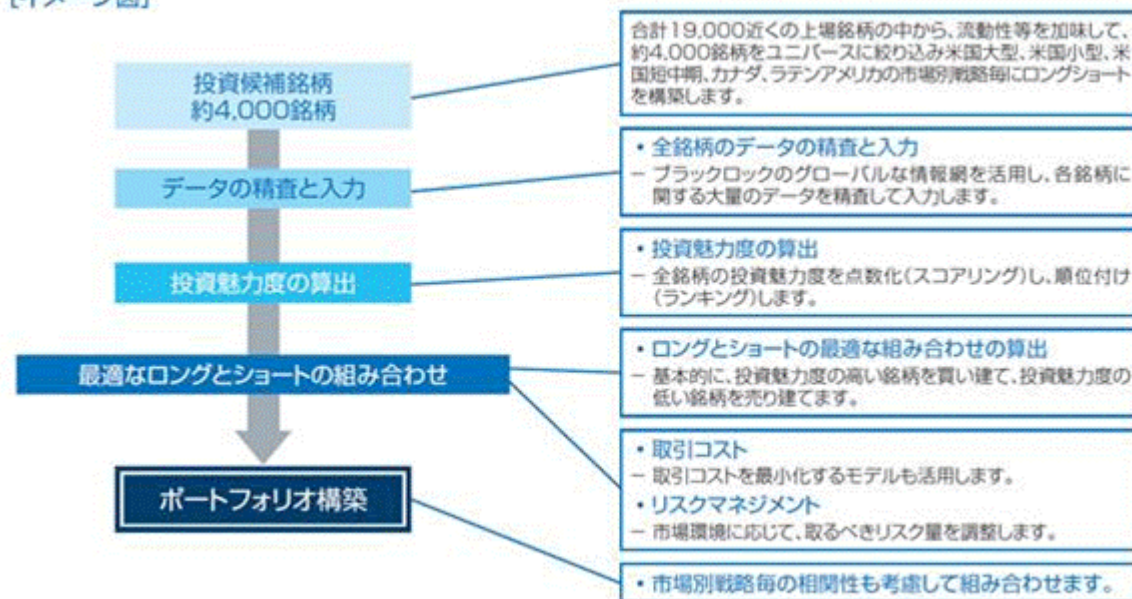 [イメージ図]
投資候補銘柄
約4,000銘柄
データの精査と入力
投資魅力度の算出
最適なロングとショートの組み合わせ
ポートフォリオ構築
合計19,000近くの上場銘柄の中から、流動性等を加味して、
約4,000銘柄をユニバースに絞り込み米国大型、米国小型、米
国短中期、カナダ、ラテンアメリカの市場別戦略毎にロングショート
を構築します。
・全銘柄のデータの精査と入力
− ブラックロックのグローバルな情報網を活用し、各銘柄に
関する大量のデータを精査して入力します。
・投資魅力度の算出
− 全銘柄の投資魅力度を点数化(スコアリング)し、順位付け
(ランキング)します。
・ロングとショートの最適な組み合わせの算出
− 基本的に、投資魅力度の高い銘柄を買い建て、投資魅力度の
低い銘柄を売り建てます。
・取引コスト
− 取引コストを最小化するモデルも活用します。
・リスクマネジメント
− 市場環境に応じて、取るべきリスク量を調整します。
・市場別戦略毎の相関性も考慮して組み合わせます。